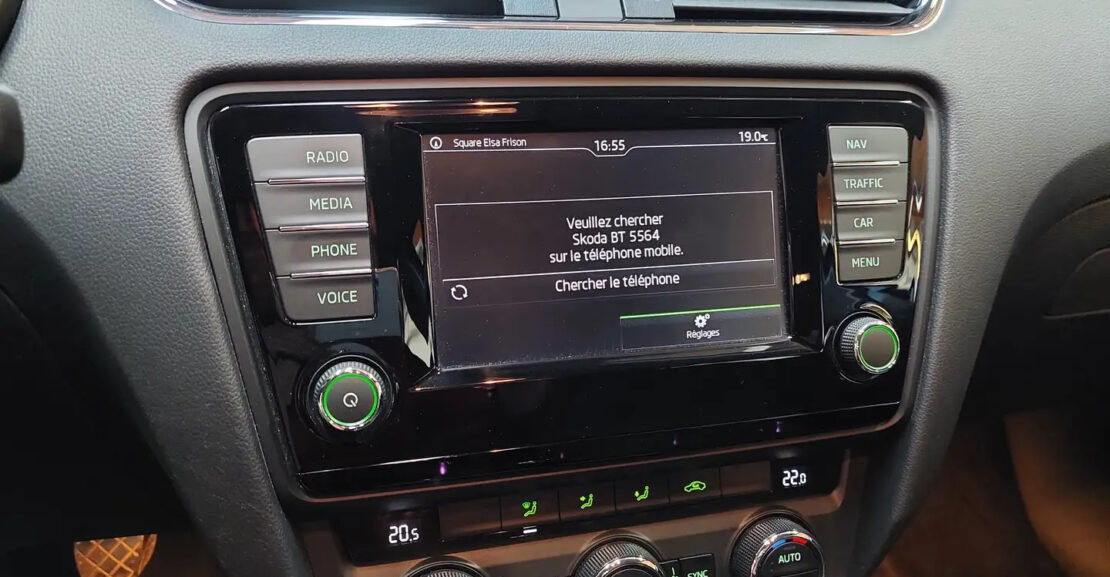 Square Elsa Frison
16:55
19.0°C
RADIO
MEDIA
PHONE
VOICE
Veuillez chercher
Skoda BT 5564
sur le téléphone mobile.
Chercher le téléphone
Réglages
NAV
TRAFFIC
CAR
MENU
20.5
22.0
AUTO
SYNC